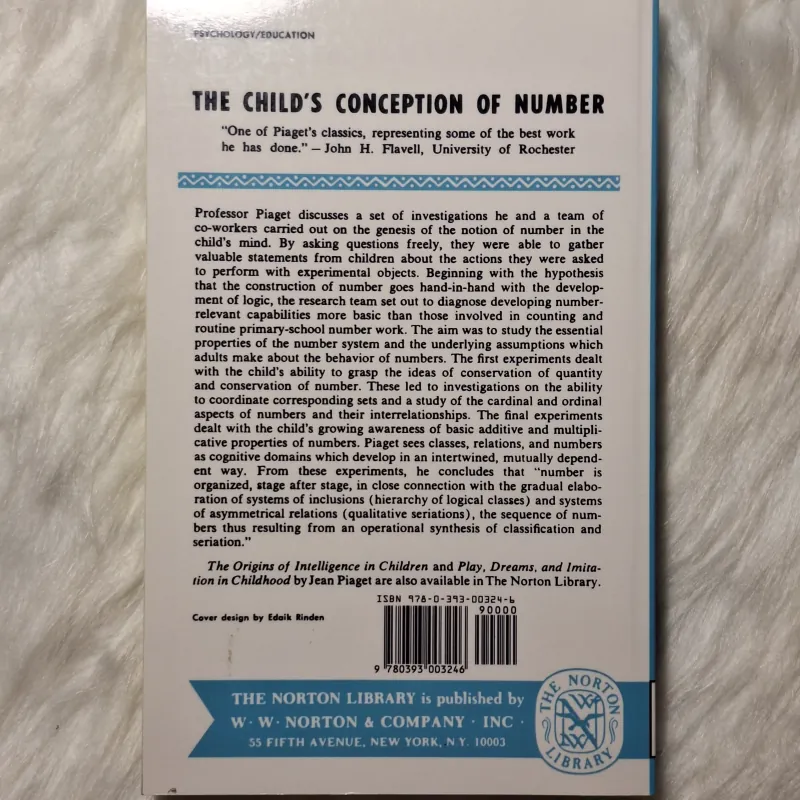 PSYCHOLOGY/EDUCATION
THE CHILD'S CONCEPTION OF NUMBER
"One of Piaget's classics, representing some of the best work
he has done." — John H. Flavell, University of Rochester
Professor Piaget discusses a set of investigations he and a team of
co-workers carried out on the genesis of the notion of number in the
child's mind. By asking questions freely, they were able to gather
valuable statements from children about the actions they were asked
to perform with experimental objects. Beginning with the hypothesis
that the construction of number goes hand-in-hand with the develop-
ment of logic, the research team set out to diagnose developing number-
relevant capabilities more basic than those involved in counting and
routine primary-school number work. The aim was to study the essential
properties of the number system and the underlying assumptions which
adults make about the behavior of numbers. The first experiments dealt
with the child's ability to grasp the ideas of conservation of quantity
and conservation of number. These led to investigations on the ability
to coordinate corresponding sets and a study of the cardinal and ordinal
aspects of numbers and their interrelationships. The final experiments
dealt with the child's growing awareness of basic additive and multipli-
cative properties of numbers. Piaget sees classes, relations, and numbers
as cognitive domains which develop in an intertwined, mutually depend-
ent way. From these experiments, he concludes that "number is
organized, stage after stage, in close connection with the gradual elabo-
ration of systems of inclusions (hierarchy of logical classes) and systems
of asymmetrical relations (qualitative seriations), the sequence of num-
bers thus resulting from an operational synthesis of classification and
seriation."
The Origins of Intelligence in Children and Play, Dreams, and Imita-
tion in Childhood by Jean Piaget are also available in The Norton Library.
ISBN 978-0-393-00324-6
90000
Cover design by Edaik Rinden
9 780393 003246
THE NORTON LIBRARY is published by
W · W · NORTON & COMPANY · INC ·
55 FIFTH AVENUE, NEW YORK, N.Y. 10003
THE NORTON
LIBRARY